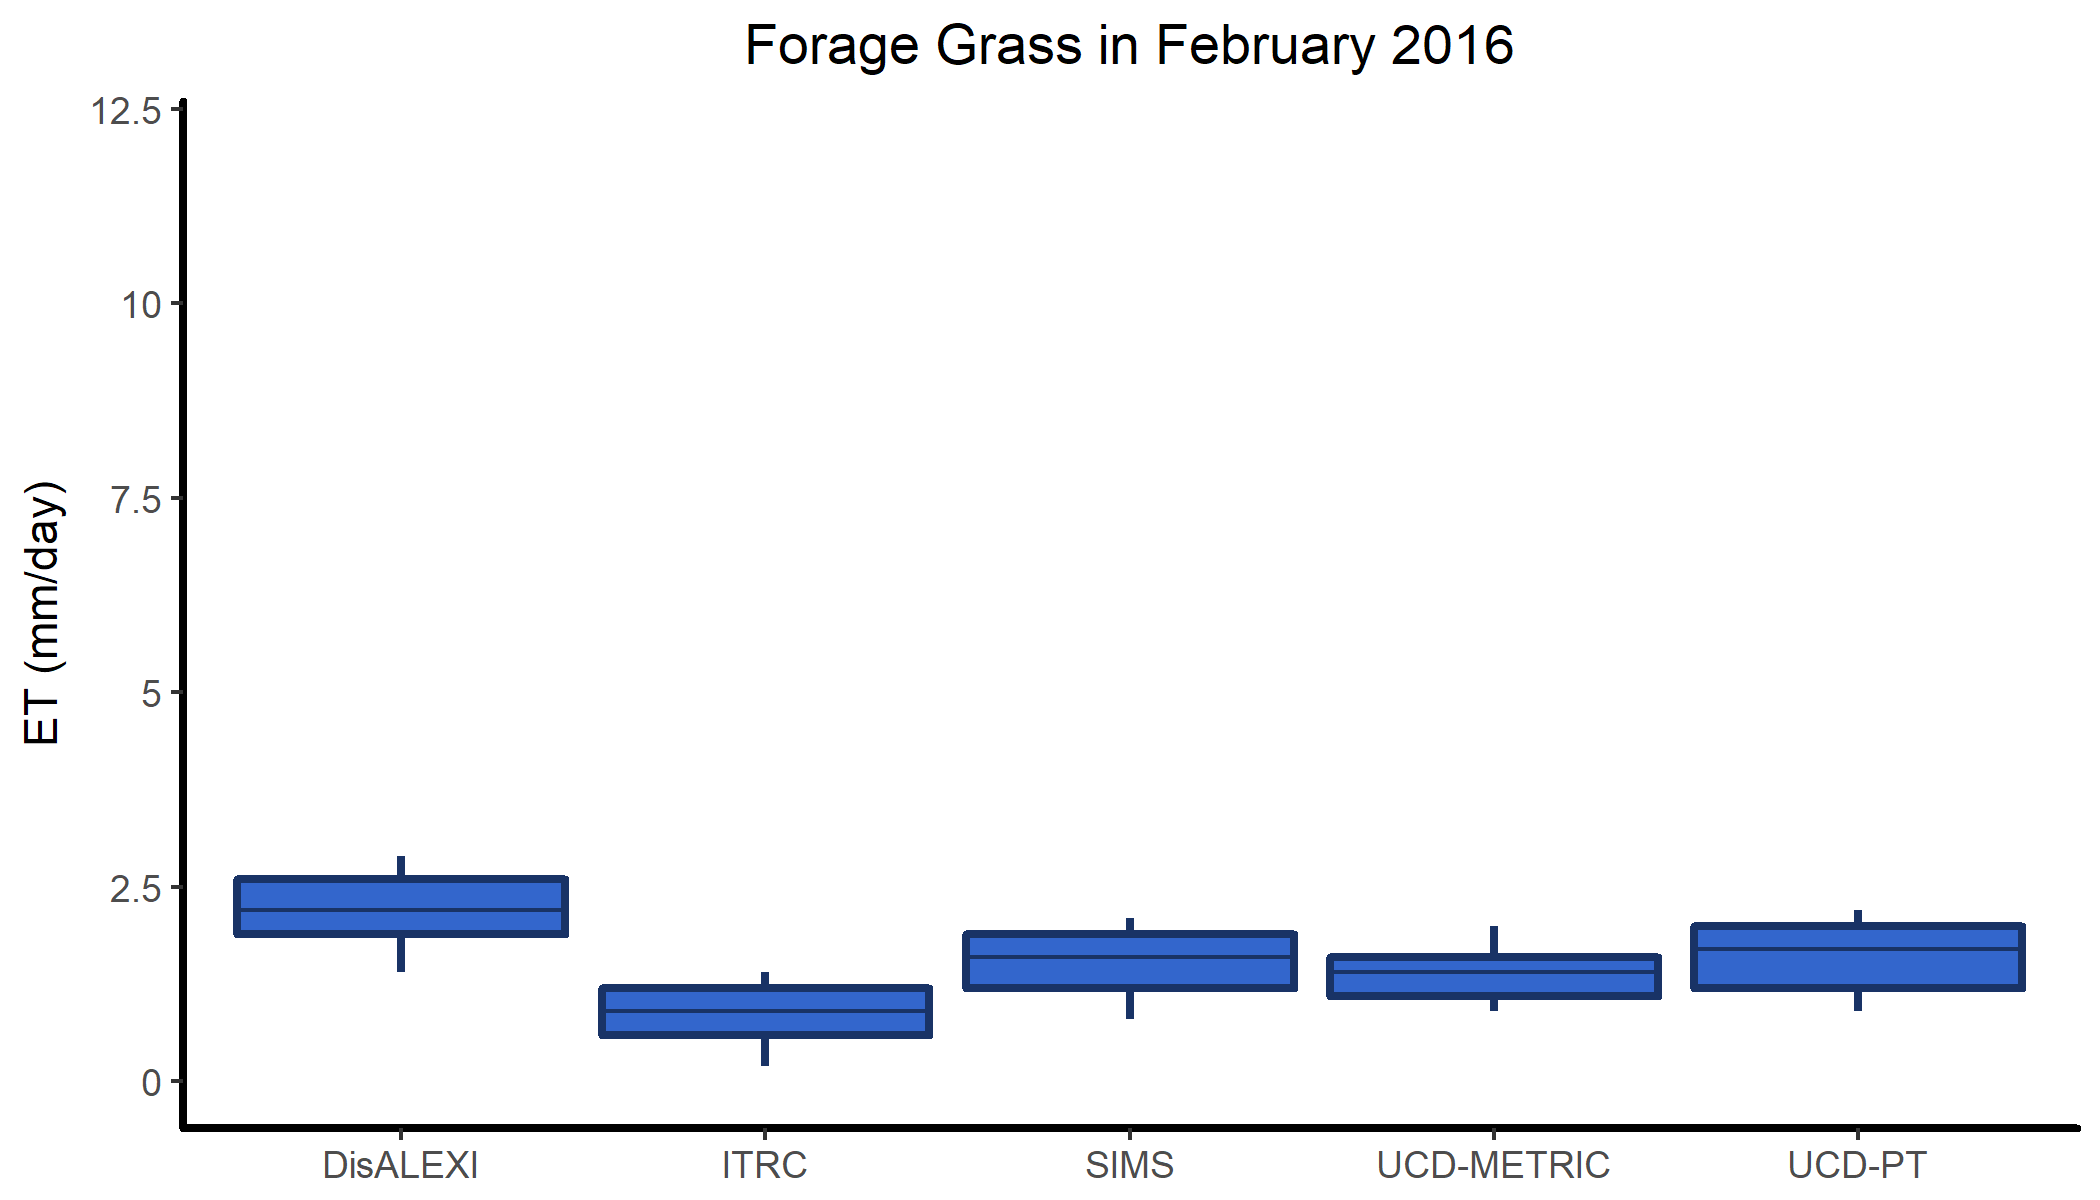 Forage Grass in February 2016
12.5
10
7.5
5
2.5
0
ET (mm/day)
DisALEXI ITRC SIMS UCD-METRIC UCD-PT